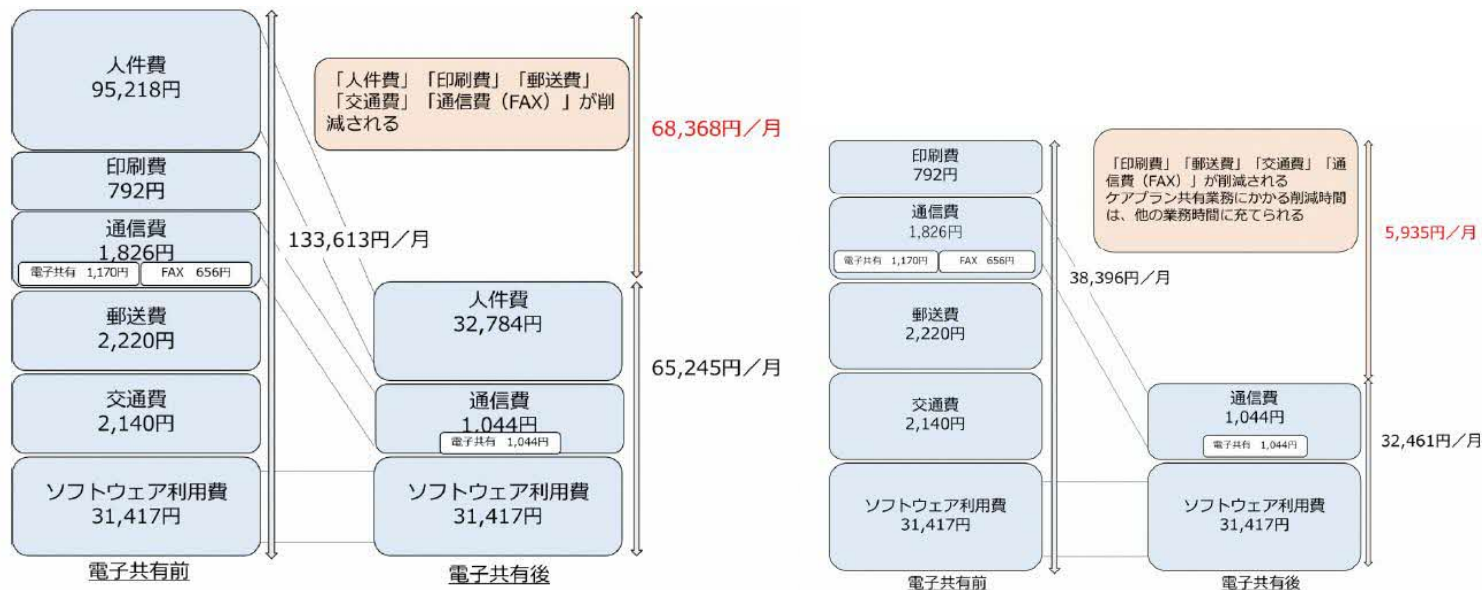 人件費
95,218円
印刷費
792円
通信費
1,826円
電子共有 1,170円
FAX 656円
郵送費
2,220円
交通費
2,140円
ソフトウェア利用費
31,417円
電子共有前
133,613円／月
「人件費」「印刷費」「郵送費」
「交通費」「通信費（FAX）」が削
減される
68,368円／月
人件費
32,784円
通信費
1,044円
電子共有 1,044円
ソフトウェア利用費
31,417円
電子共有後
65,245円／月
印刷費
792円
通信費
1,826円
電子共有 1,170円
FAX 656円
郵送費
2,220円
交通費
2,140円
ソフトウェア利用費
31,417円
電子共有前
38,396円／月
「印刷費」「郵送費」「交通費」「通
信費（FAX）」が削減される
ケアプラン共有業務にかかる削減時間
は、他の業務時間に充てられる
5,935円／月
通信費
1,044円
電子共有 1,044円
ソフトウェア利用費
31,417円
電子共有後
32,461円／月